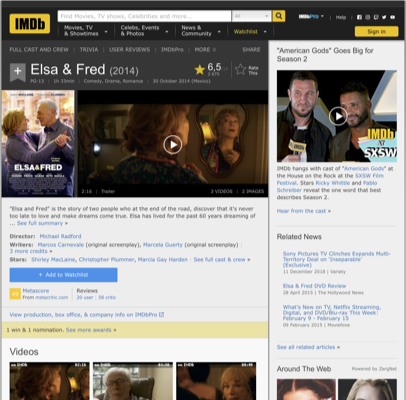 IMDb
Find Movies, TV shows, Celebrities and more...
All
IMDbPro
Help
Movies, TV
& Showtimes
Celebs, Events
& Photos
News &
Community
Watchlist
Sign in
FULL CAST AND CREW | TRIVIA | USER REVIEWS | IMDbPro | MORE
SHARE
Elsa & Fred (2014)
PG-13 | 1h 33min | Comedy, Drama, Romance | 30 October 2014 (Mexico)
6,5
Rate
This
MACLAINE
PLUMMER
ELSA&FRED
2:16 | Trailer
3 VIDEOS | 2 IMAGES
"Elsa and Fred" is the story of two people who at the end of the road, discover that it's never
too late to love and make dreams come true. Elsa has lived for the past 60 years dreaming of
... See full summary »
Director: Michael Radford
Writers: Marcos Carnevale (original screenplay), Marcela Guerty (original screenplay) |
3 more credits »
Stars: Shirley MacLaine, Christopher Plummer, Marcia Gay Harden | See full cast & crew »
+ Add to Watchlist
Metascore
From metacritic.com
Reviews
20 user | 38 critic
View production, box office, & company info on IMDbPro
1 win & 1 nomination. See more awards »
Videos
"American Gods" Goes Big for
Season 2
IMDb
SXSW
IMDb hangs with cast of "American Gods" at
the House on the Rock at the SXSW Film
Festival. Stars Ricky Whittle and Pablo
Schreiber reveal the one word that best
describes Season 2.
Hear from the cast »
Related News
Sony Pictures TV Clinches Expands Multi-
Territory Deal on 'Inseparable'
(Exclusive)
11 December 2018 | Variety
Elsa & Fred DVD Review
28 April 2015 | The Hollywood News
What's New on TV, Netflix Streaming,
Digital, and DVD/Blu-ray This Week:
February 9 - February 15
09 February 2015 | Moviefone
See all related articles »
Around The Web
Powered by ZergNet